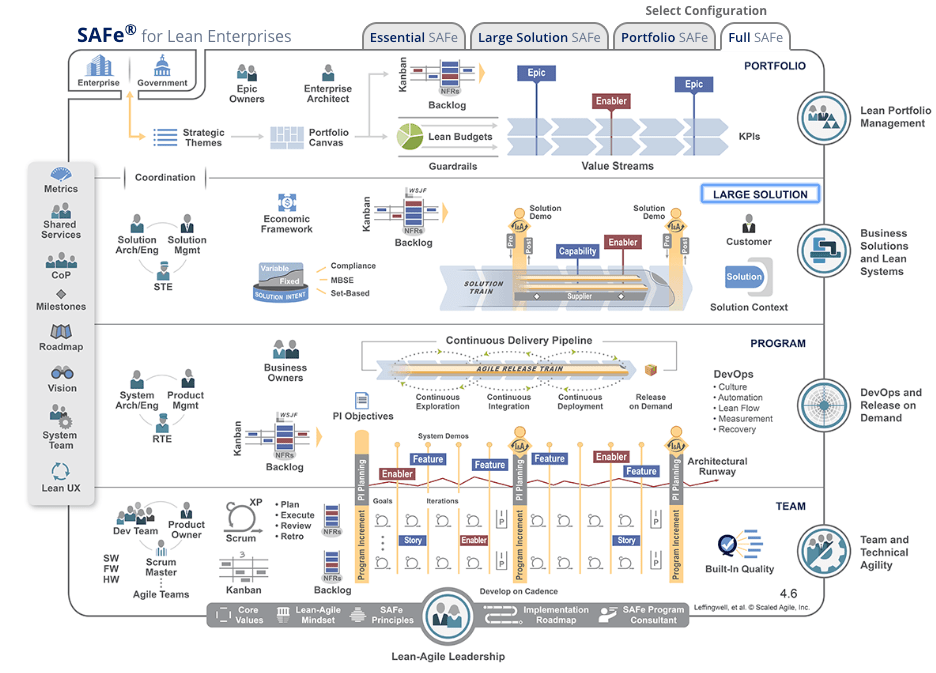 Select Configuration
SAFe® for Lean Enterprises
Essential SAFe
Large Solution SAFe
Portfolio SAFe
Full SAFe
Enterprise
Government
Epic
Owners
Enterprise
Architect
Kanban
NFRs
Backlog
Epic
Enabler
Epic
PORTFOLIO
Strategic
Themes
Portfolio
Canvas
Lean Budgets
Guardrails
KPIs
Value Streams
Lean Portfolio
Management
Metrics
Shared
Services
CoP
Milestones
Roadmap
Vision
System
Team
Lean UX
Coordination
Solution
Arch/Eng
Solution
Mgmt
STE
Economic
Framework
Variable
Fixed
SOLUTION INTENT
Compliance
MBSE
Set-Based
Kanban
WSJF
NFRs
Backlog
Solution
Demo
I&A
Pre
Post
Capability
Enabler
Solution
Demo
I&A
Pre
Post
SOLUTION
TRAIN
Supplier
LARGE SOLUTION
Customer
Solution
Solution Context
Business
Solutions
and Lean
Systems
PROGRAM
System
Arch/Eng
Product
Mgmt
RTE
Business
Owners
Kanban
WSJF
NFRs
Backlog
Continuous Delivery Pipeline
AGILE RELEASE TRAIN
Continuous
Exploration
Continuous
Integration
Continuous
Deployment
Release
on Demand
DevOps
• Culture
• Automation
• Lean Flow
• Measurement
• Recovery
DevOps and
Release on
Demand
PI Objectives
System Demos
Enabler
Feature
Feature
I&A
Feature
Enabler
Feature
I&A
Architectural
Runway
PI Planning
PI Planning
PI Planning
TEAM
Dev Team
Product
Owner
Scrum
Master
SW
FW
HW
Agile Teams
XP
Scrum
• Plan
• Execute
• Review
• Retro
3
Kanban
NFRs
NFRs
Backlog
Goals
Iterations
Program Increment
Story
Enabler
IP
IP
Program Increment
Story
IP
IP
Program Increment
Develop on Cadence
Built-In Quality
Team and
Technical
Agility
4.6
Leffingwell, et al. © Scaled Agile, Inc.
Core
Values
Lean-Agile
Mindset
SAFe
Principles
Implementation
Roadmap
SAFe Program
Consultant
Lean-Agile Leadership